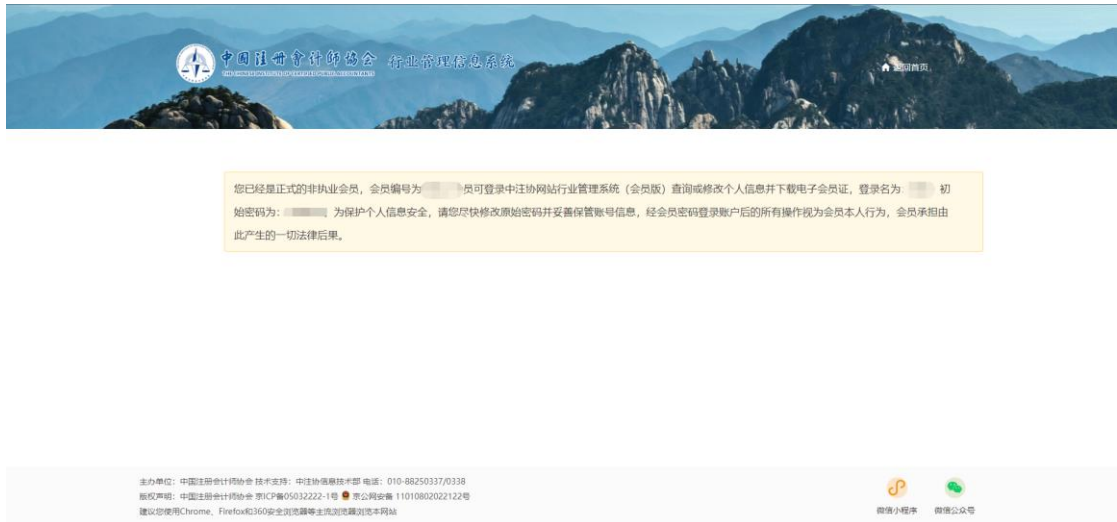 中国注册会计师协会 行业管理信息系统
THE CHINESE INSTITUTE OF CERTIFIED PUBLIC ACCOUNTANTS
返回首页
您已经是正式的非执业会员，会员编号为 员可登录中注协网站行业管理系统（会员版）查询或修改个人信息并下载电子会员证，登录名为: 初
始密码为： 为保护个人信息安全，请您尽快修改原始密码并妥善保管账号信息，经会员密码登录账户后的所有操作视为会员本人行为，会员承担由
此产生的一切法律后果。
主办单位：中国注册会计师协会 技术支持：中注协信息技术部 电话：010-88250337/0338
版权声明：中国注册会计师协会 京ICP备05032222-1号 京公网安备 11010802022122号
建议您使用Chrome、Firefox和360安全浏览器等主流浏览器浏览本网站
微信小程序 微信公众号